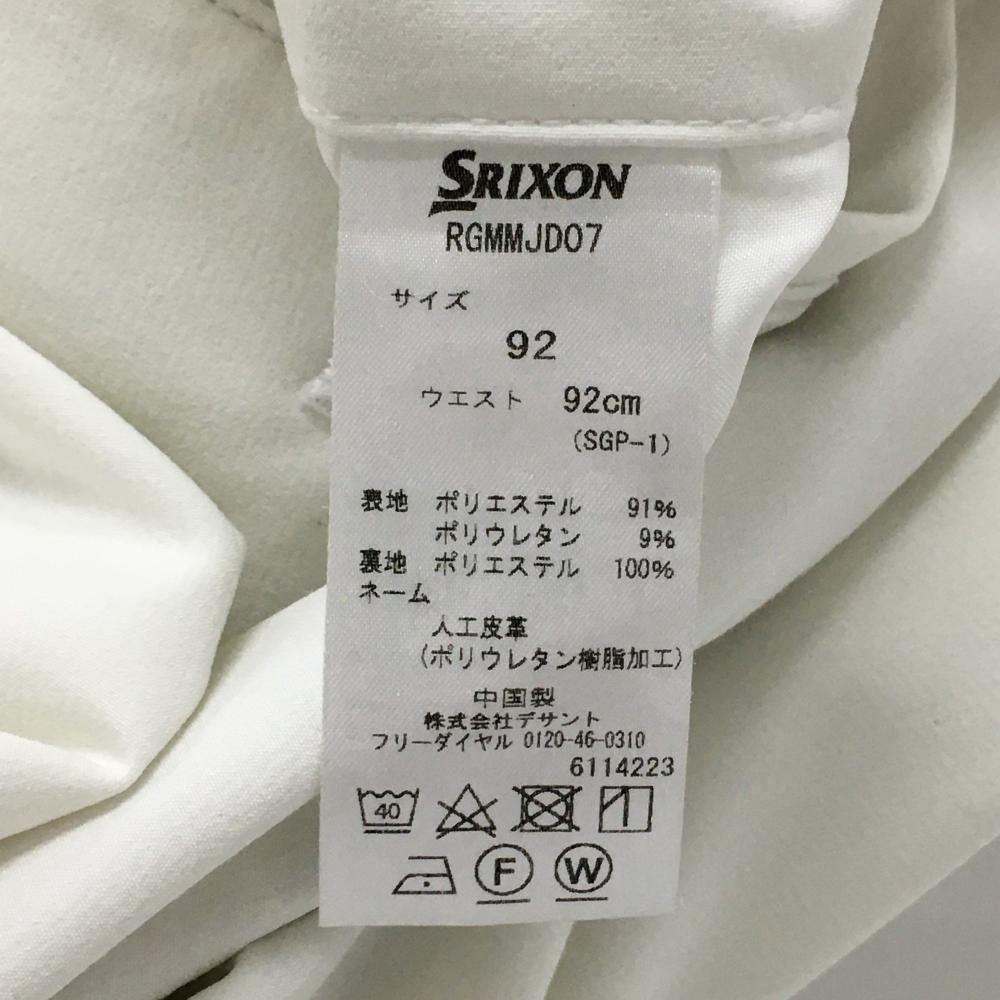 SRIXON
RGMMJD07
サイズ
92
ウエスト 92cm
(SGP-1)
表地 ポリエステル 91%
ポリウレタン 9%
裏地 ポリエステル 100%
ネーム
人工皮革
(ポリウレタン樹脂加工)
中国製
株式会社デサント
フリーダイヤル 0120-46-0310
6114223
40
F W